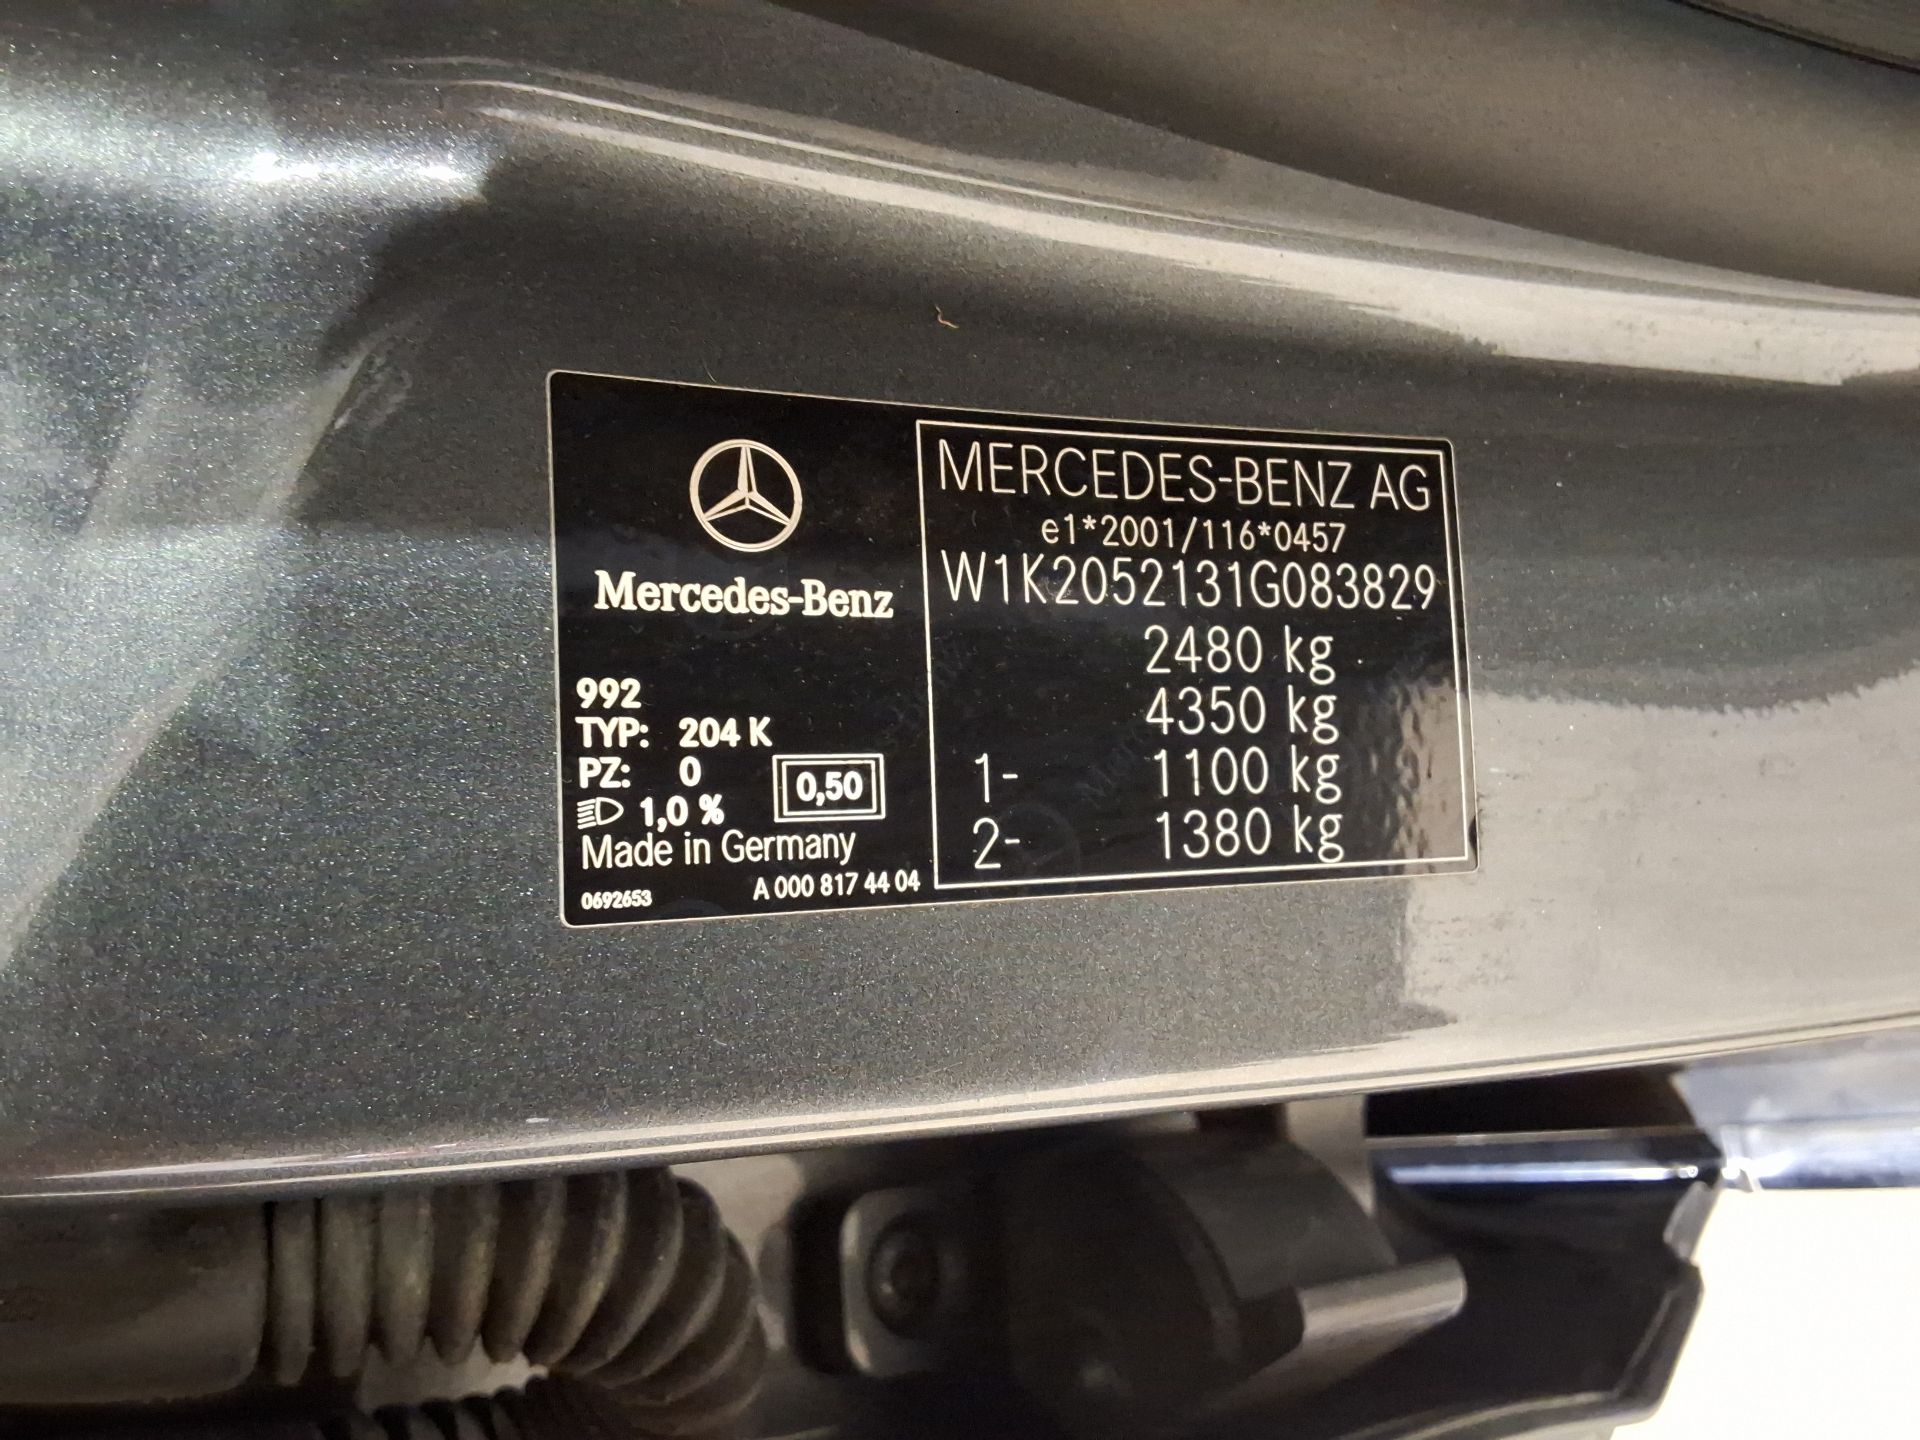 Mercedes-Benz
992
TYP: 204 K
PZ: 0
1,0 %
0,50
Made in Germany
0692653
A 000 817 44 04
MERCEDES-BENZ AG
e1*2001/116*0457
W1K2052131G083829
2480 kg
4350 kg
1- 1100 kg
2- 1380 kg